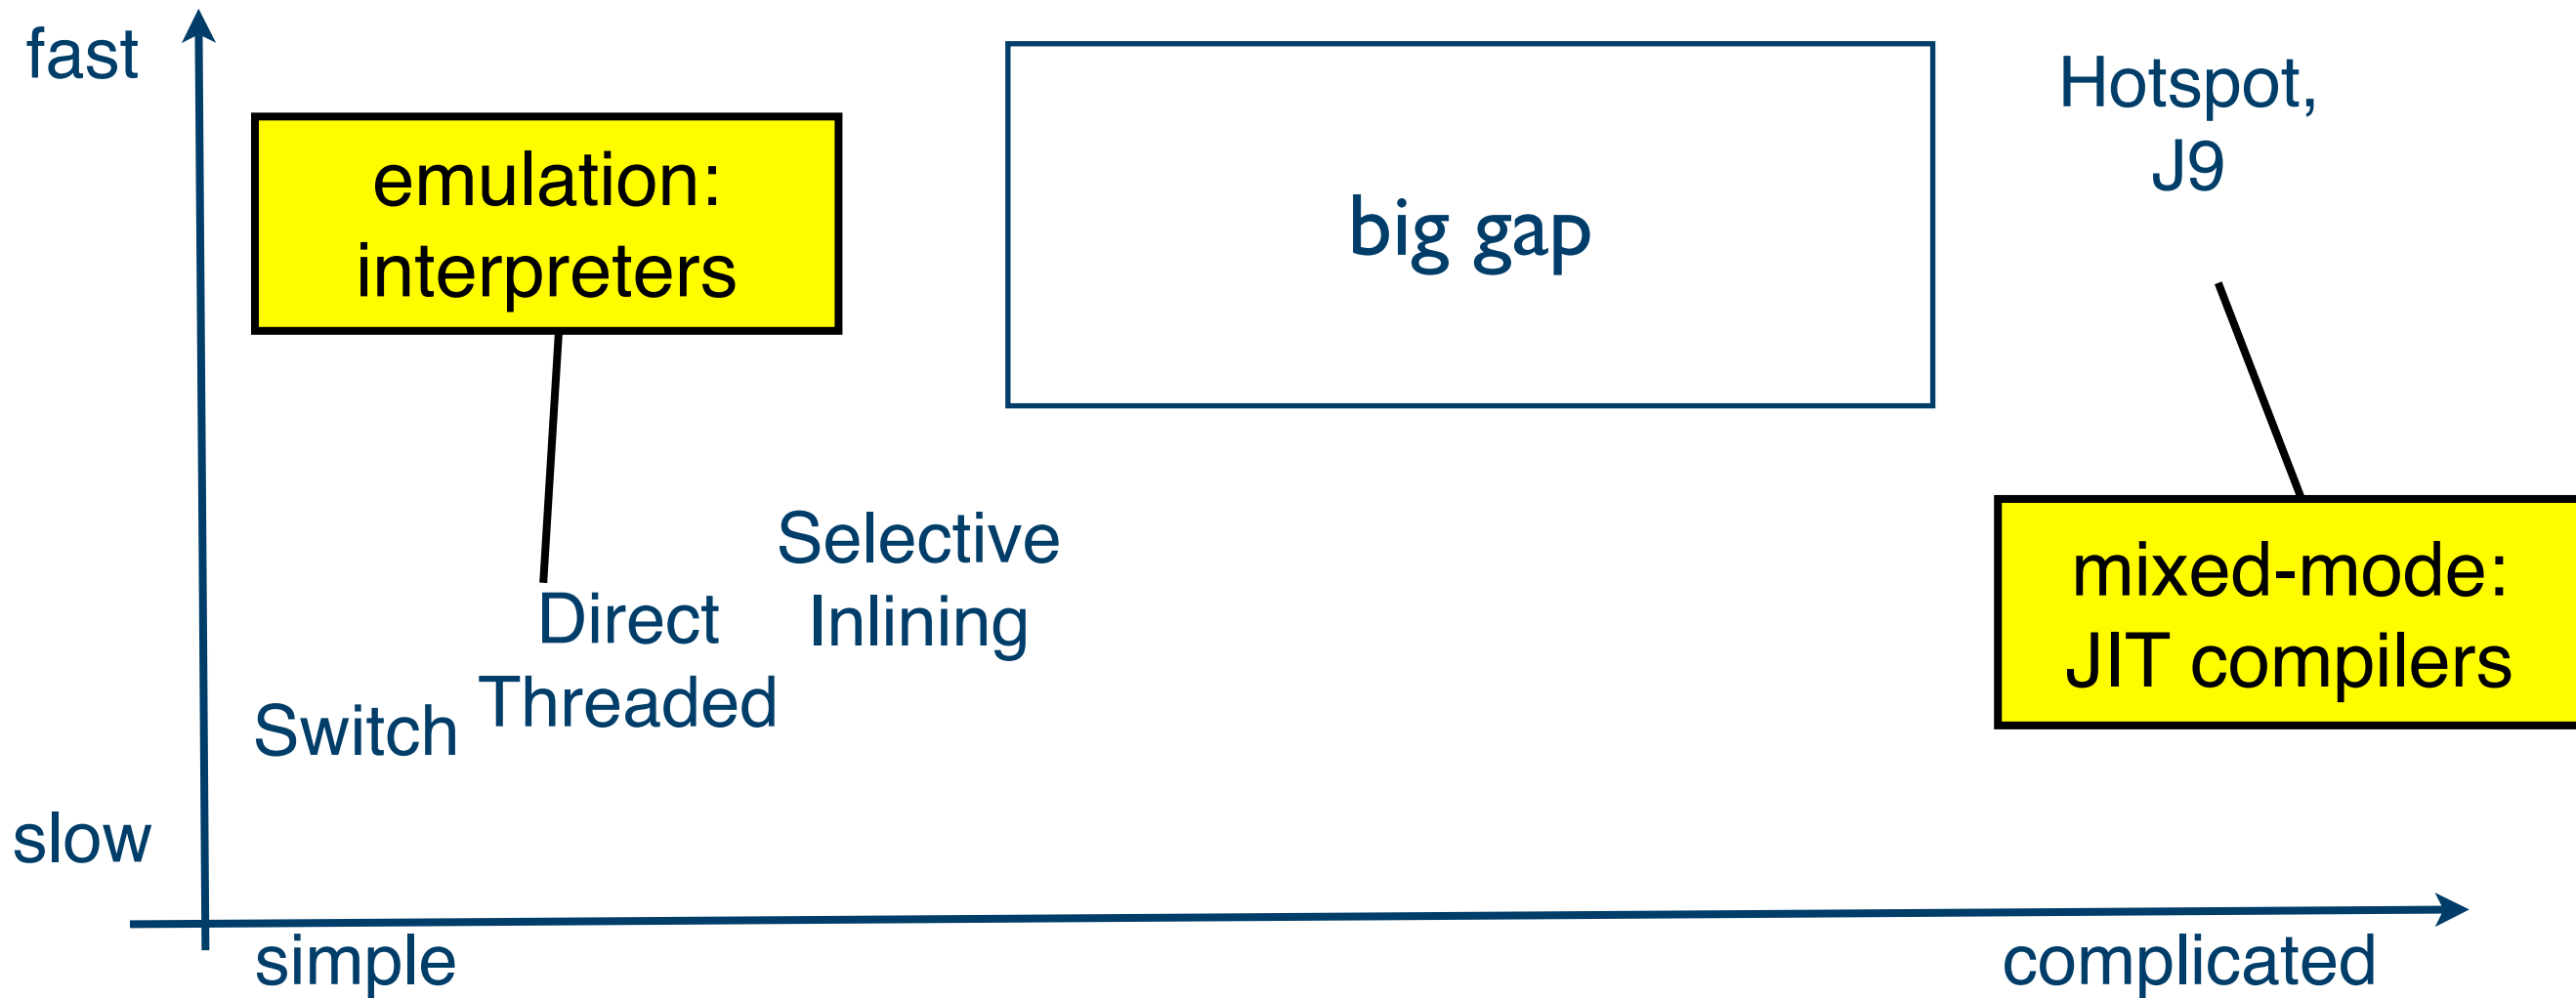 fast
Hotspot,
J9
emulation:
interpreters
big gap
Selective
Inlining
Direct
Threaded
Switch
mixed-mode:
JIT compilers
slow
simple
complicated